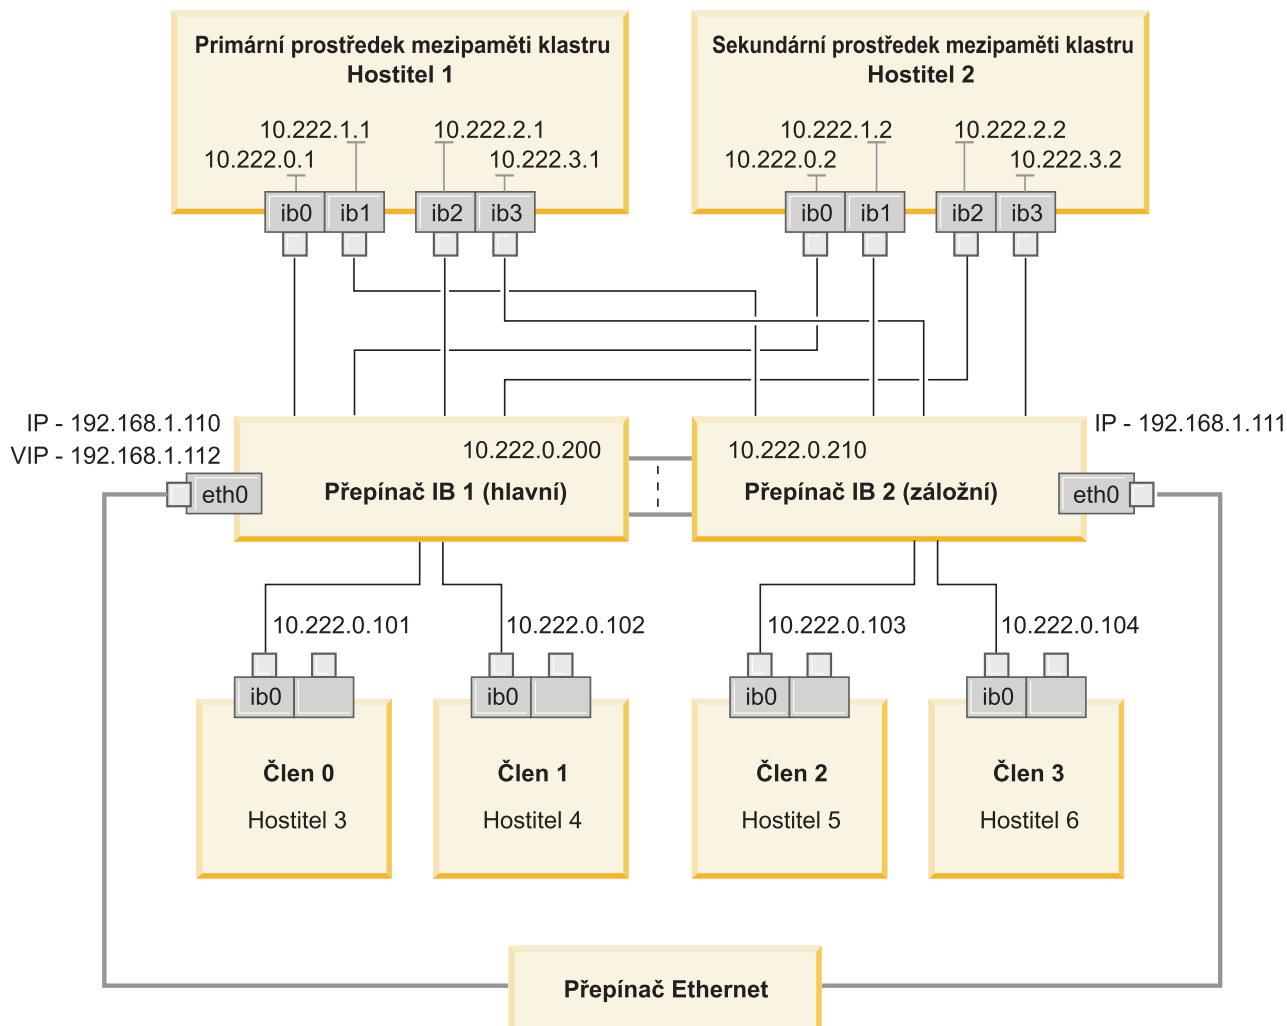 Primární prostředek mezipaměti klastru
Hostitel 1
Sekundární prostředek mezipaměti klastru
Hostitel 2
10.222.1.1
10.222.2.1
10.222.0.1
10.222.3.1
10.222.1.2
10.222.2.2
10.222.0.2
10.222.3.2
ib0
ib1
ib2
ib3
ib0
ib1
ib2
ib3
IP - 192.168.1.110
VIP - 192.168.1.112
IP - 192.168.1.111
10.222.0.200
10.222.0.210
eth0
Přepínač IB 1 (hlavní)
Přepínač IB 2 (záložní)
eth0
10.222.0.101
10.222.0.102
10.222.0.103
10.222.0.104
ib0
ib0
ib0
ib0
Člen 0
Hostitel 3
Člen 1
Hostitel 4
Člen 2
Hostitel 5
Člen 3
Hostitel 6
Přepínač Ethernet